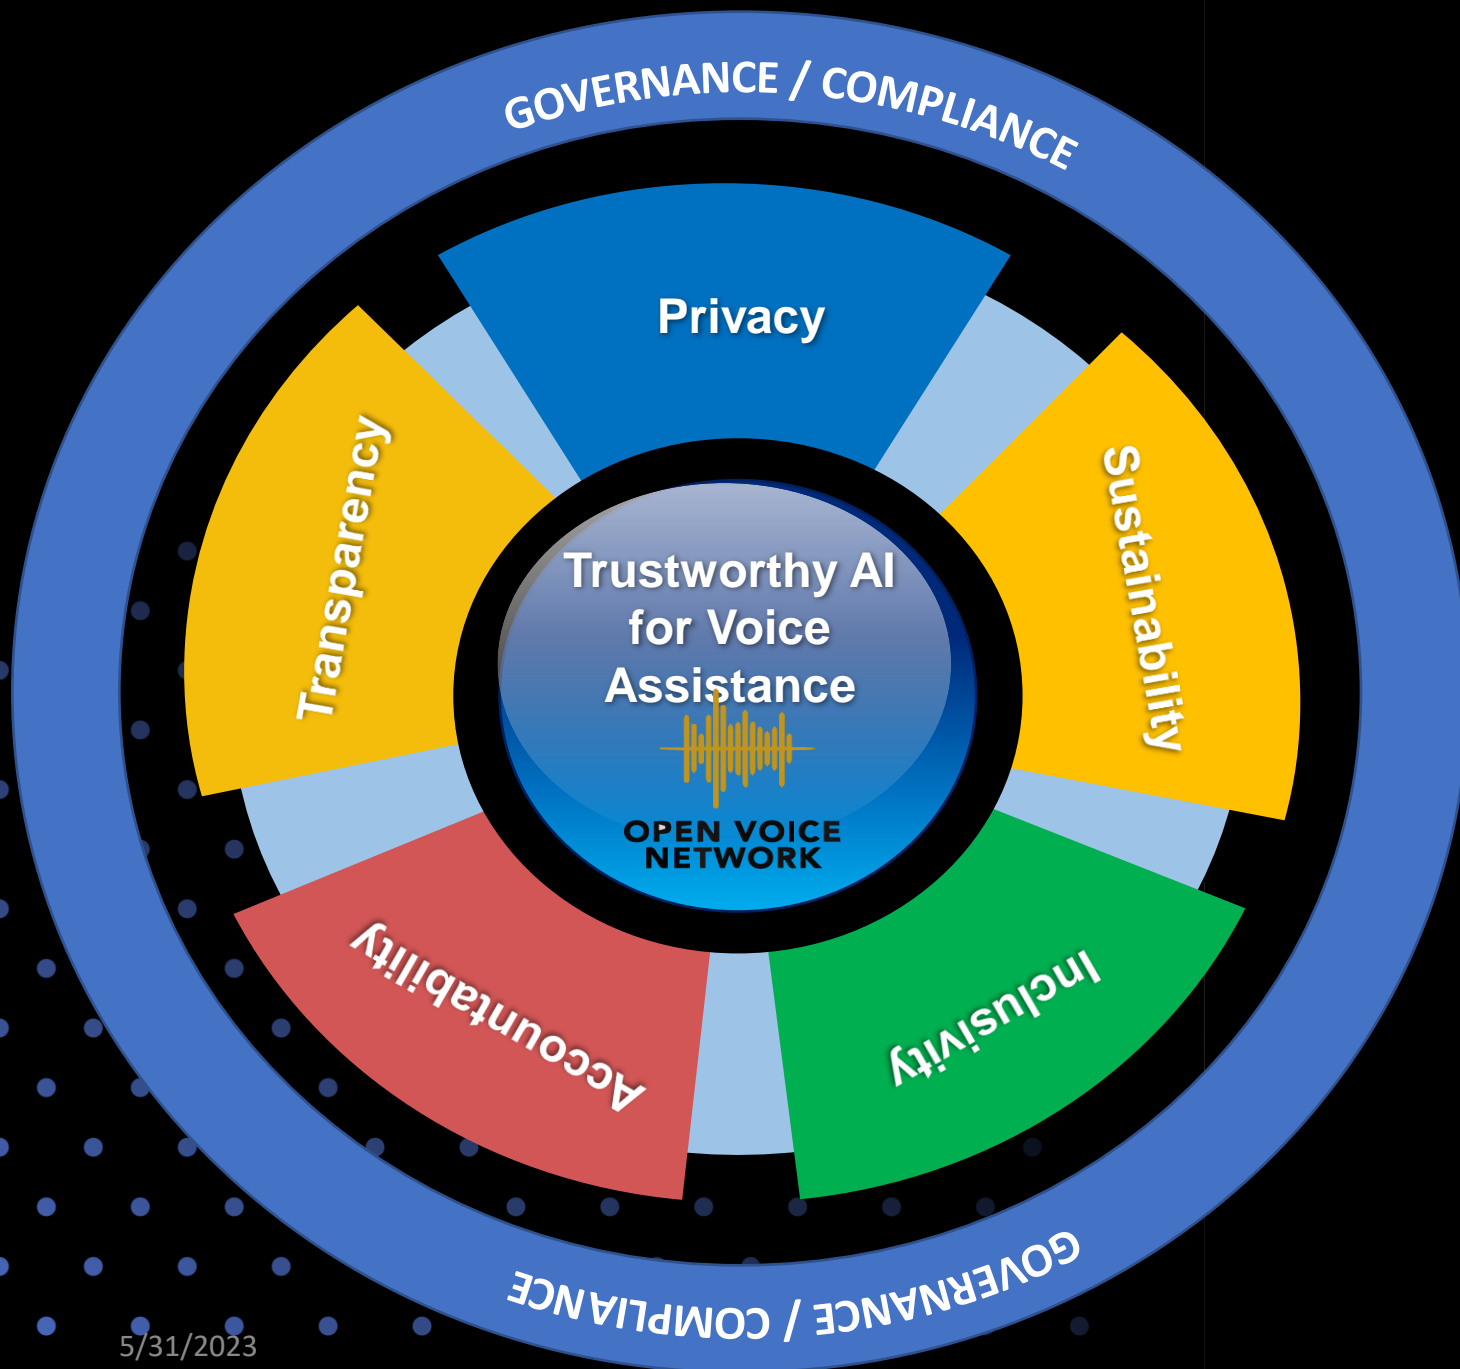 GOVERNANCE / COMPLIANCE
Privacy
Transparency
Sustainability
Trustworthy AI
for Voice
Assistance
OPEN VOICE
NETWORK
Accountability
Inclusivity
GOVERNANCE / COMPLIANCE
5/31/2023